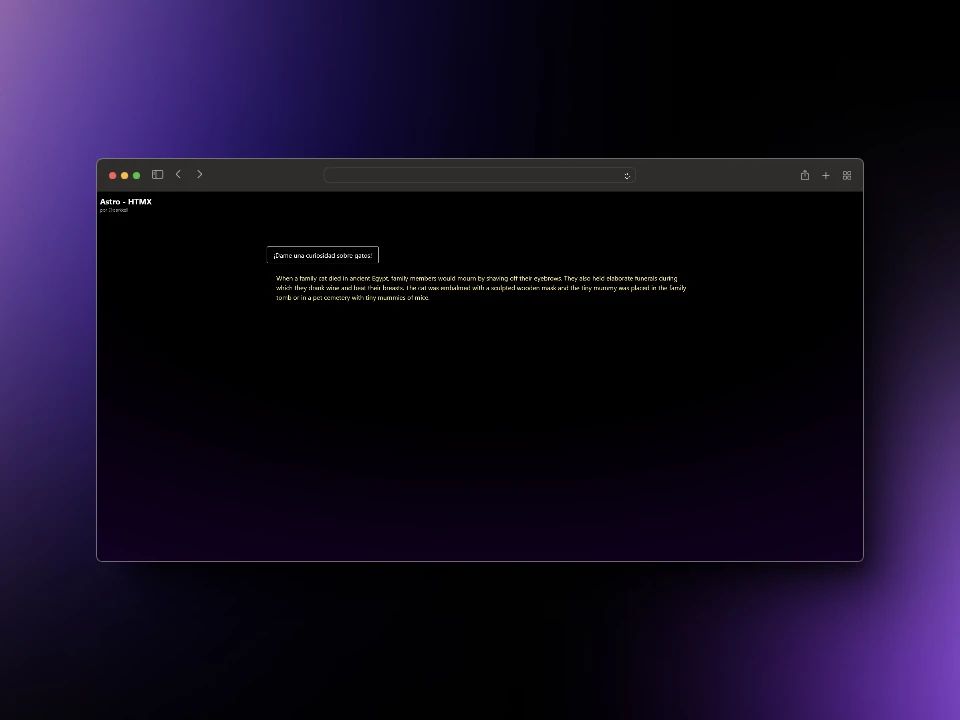 Astro - HTMX
por
¡Dame una curiosidad sobre gatos!
When a family cat died in ancient Egypt, family members would mourn by shaving off their eyebrows. They also held elaborate funerals during
which they drank wine and beat their breasts. The cat was embalmed with a sculpted wooden mask and the tiny mummy was placed in the family
tomb or in a pet cemetery with tiny mummies of mice.